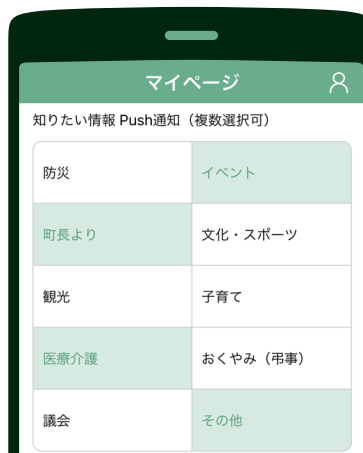 マイページ
知りたい情報 Push通知（複数選択可）
防災
イベント
町長より
文化・スポーツ
観光
子育て
医療介護
おくやみ（弔事）
議会
その他